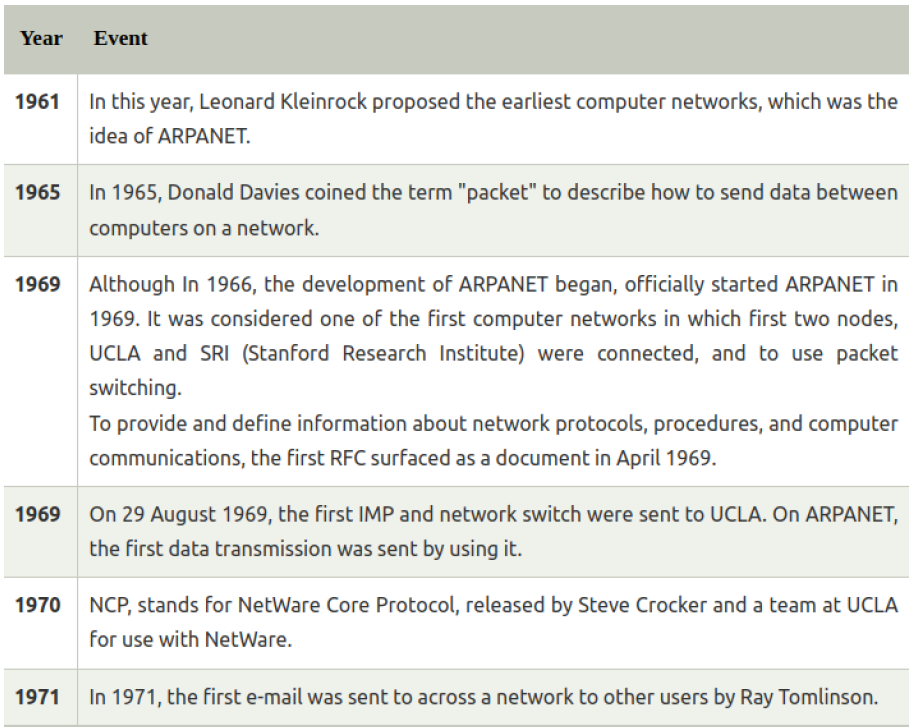 Year Event
1961 In this year, Leonard Kleinrock proposed the earliest computer networks, which was the
idea of ARPANET.
1965 In 1965, Donald Davies coined the term "packet" to describe how to send data between
computers on a network.
1969 Although In 1966, the development of ARPANET began, officially started ARPANET in
1969. It was considered one of the first computer networks in which first two nodes,
UCLA and SRI (Stanford Research Institute) were connected, and to use packet
switching.
To provide and define information about network protocols, procedures, and computer
communications, the first RFC surfaced as a document in April 1969.
1969 On 29 August 1969, the first IMP and network switch were sent to UCLA. On ARPANET,
the first data transmission was sent by using it.
1970 NCP, stands for NetWare Core Protocol, released by Steve Crocker and a team at UCLA
for use with NetWare.
1971 In 1971, the first e-mail was sent to across a network to other users by Ray Tomlinson.